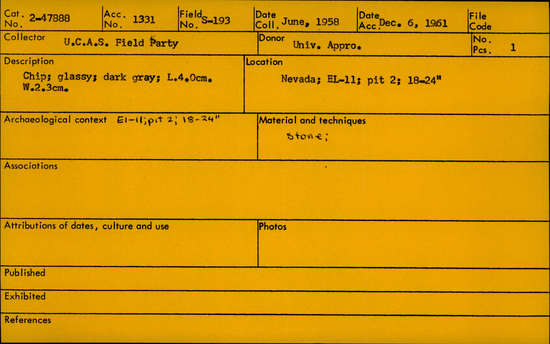 Cat. No. 2-47888 Acc. No. 1331 Field No. S-193 Date Coll. June, 1958 Date Acc. Dec. 6, 1961 File Code
Collector U.C.A.S. Field Party Donor Univ. Appro. No. Pcs. 1
Description
Chip; glassy; dark gray; L.4.0cm.
W.2.3cm.
Location
Nevada; EL-11; pit 2; 18-24"
Archaeological context El-11; pit 2; 18-24"
Material and techniques
Stone;
Associations
Attributions of dates, culture and use
Photos
Published
Exhibited
References